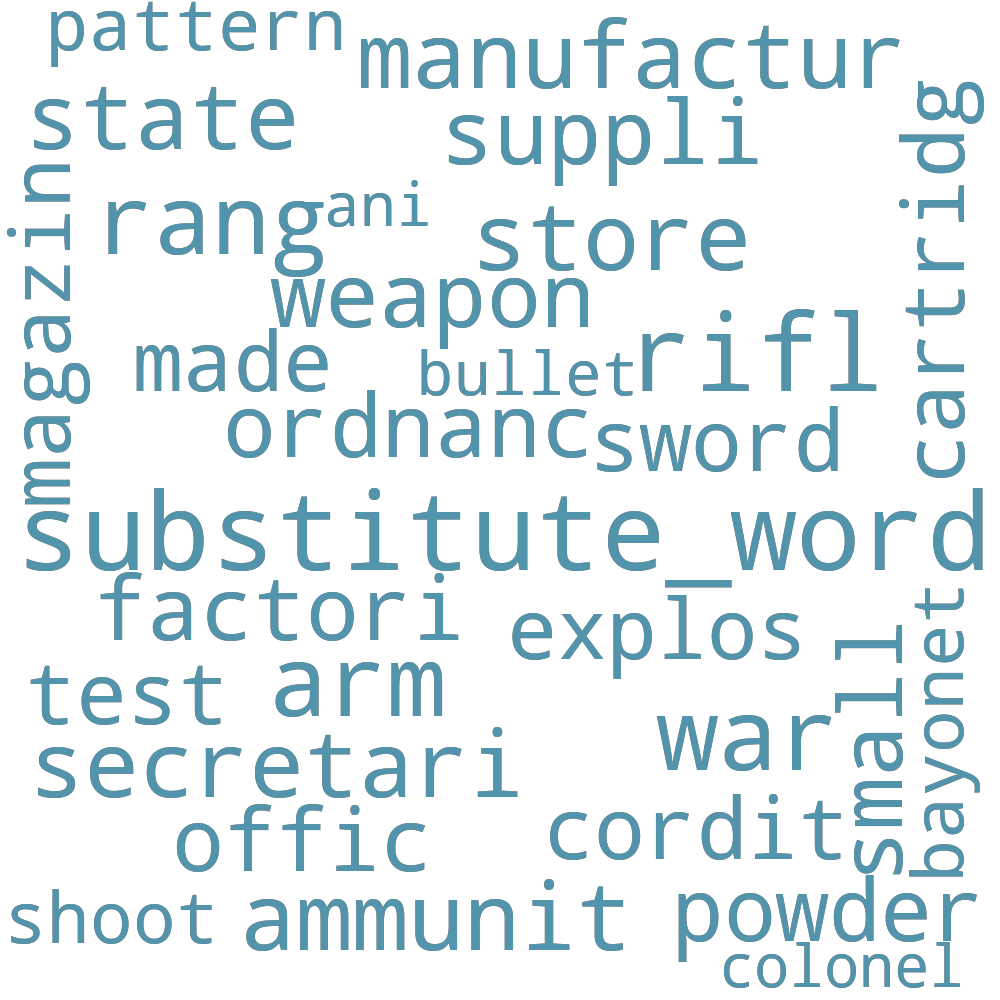 pattern
manufactur
state
suppli
cartridg
magazin
rang
ani
store
weapon
made
bullet
rifl
ordnanc
sword
substitute_word
factori
explos
small
bayonet
test
arm
war
secretari
offic
cordit
shoot
ammunit
powder
colonel